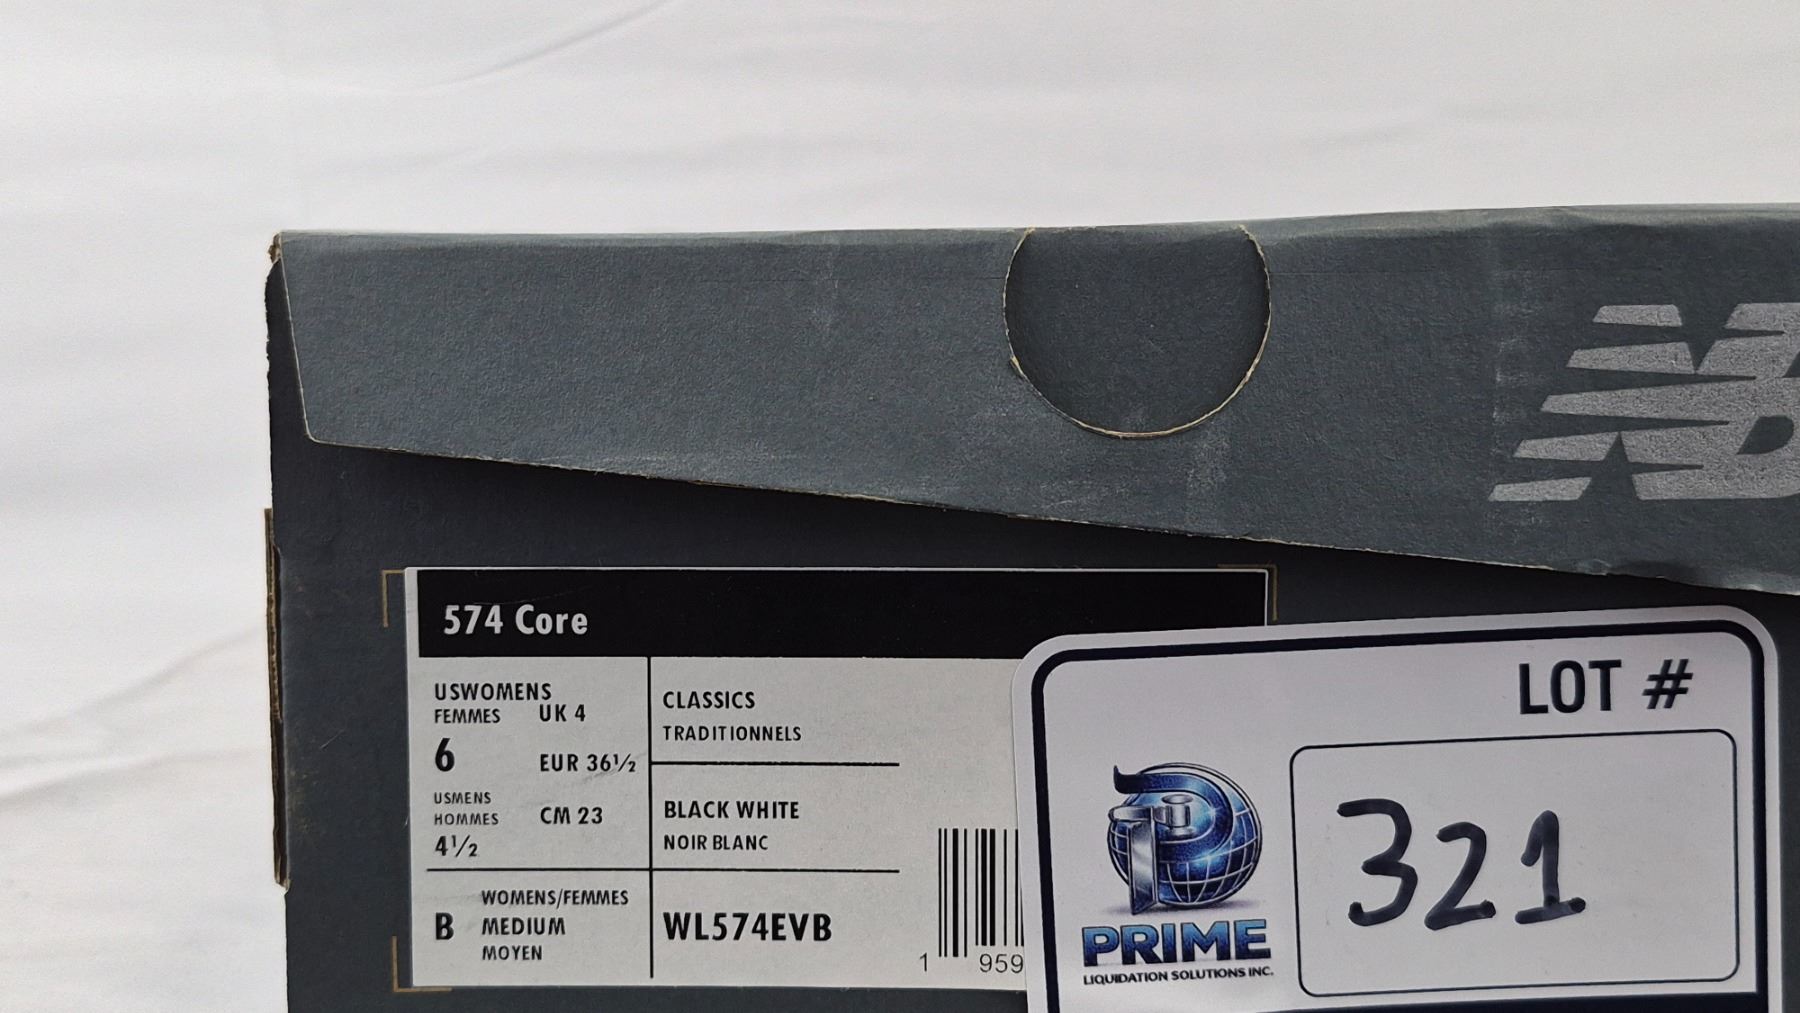 574 Core
USWOMENS
FEMMES
UK 4
6
EUR 36½
USMENS
HOMMES
CM 23
4½
CLASSICS
TRADITIONNELS
BLACK WHITE
NOIR BLANC
B
WOMENS/FEMMES
MEDIUM
MOYEN
WL574EVB
1 959
LOT #
321
PRIME
LIQUIDATION SOLUTIONS INC.